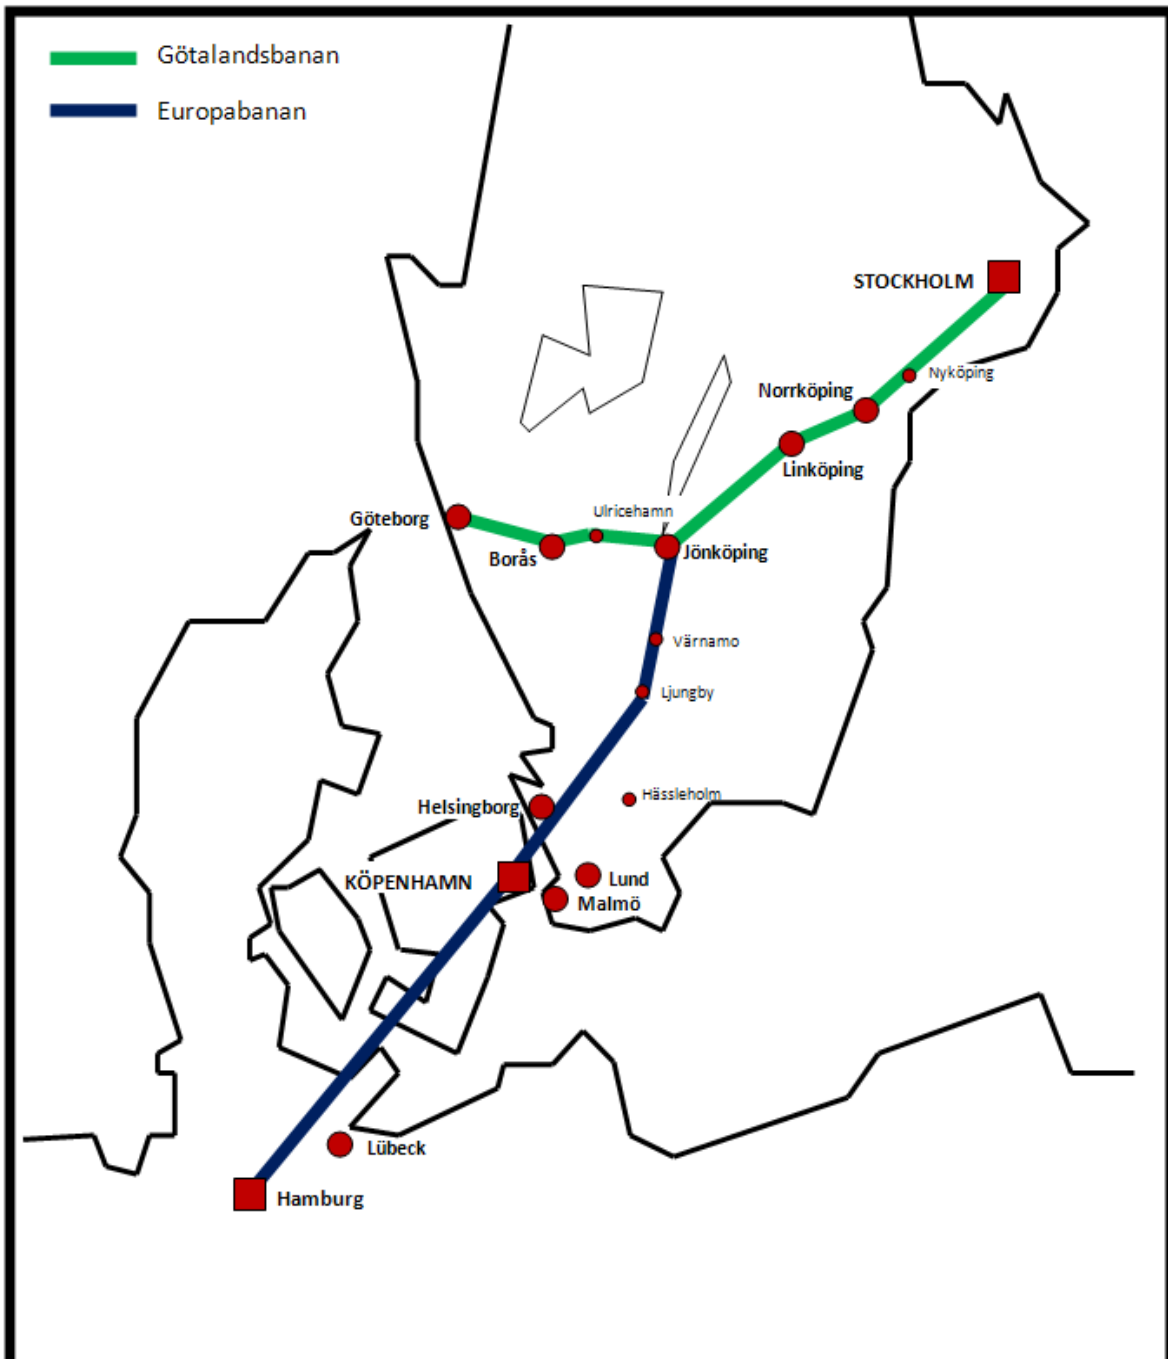 Götalandsbanan
Europabanan
STOCKHOLM
Nyköping
Norrköping
Linköping
Ulricehamn
Göteborg
Borås
Jönköping
Värnamo
Ljungby
Hässleholm
Helsingborg
KÖPENHAMN
Lund
Malmö
Lübeck
Hamburg